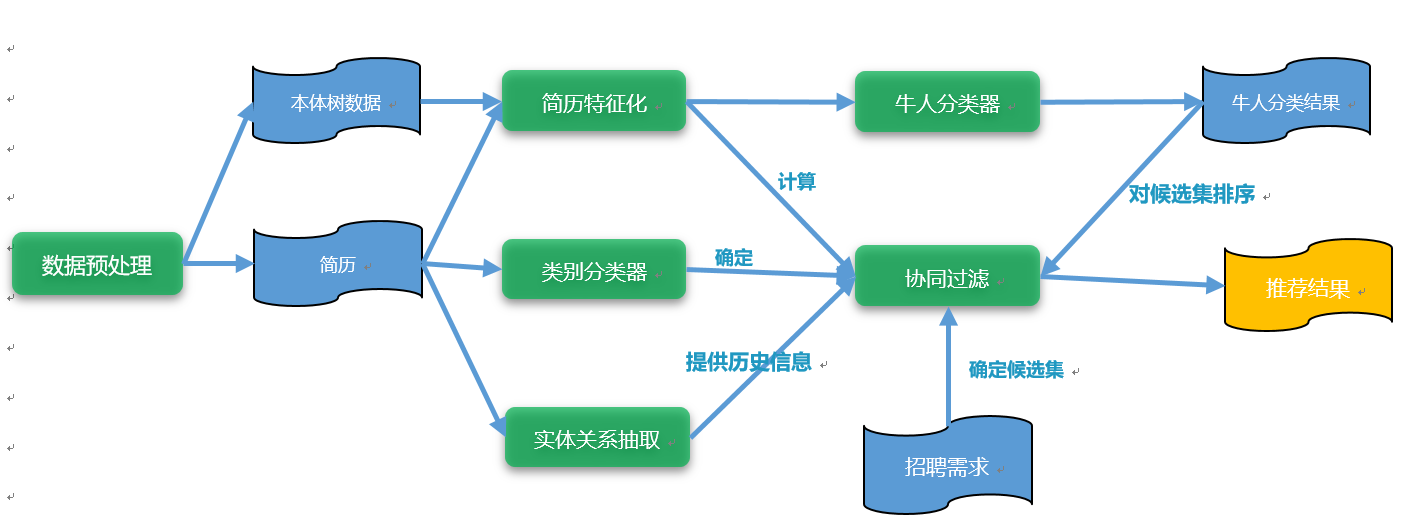 本体树数据
简历特征化
牛人分类器
牛人分类结果
计算
对候选集排序
数据预处理
简历
类别分类器
确定
协同过滤
推荐结果
提供历史信息
确定候选集
实体关系抽取
招聘需求